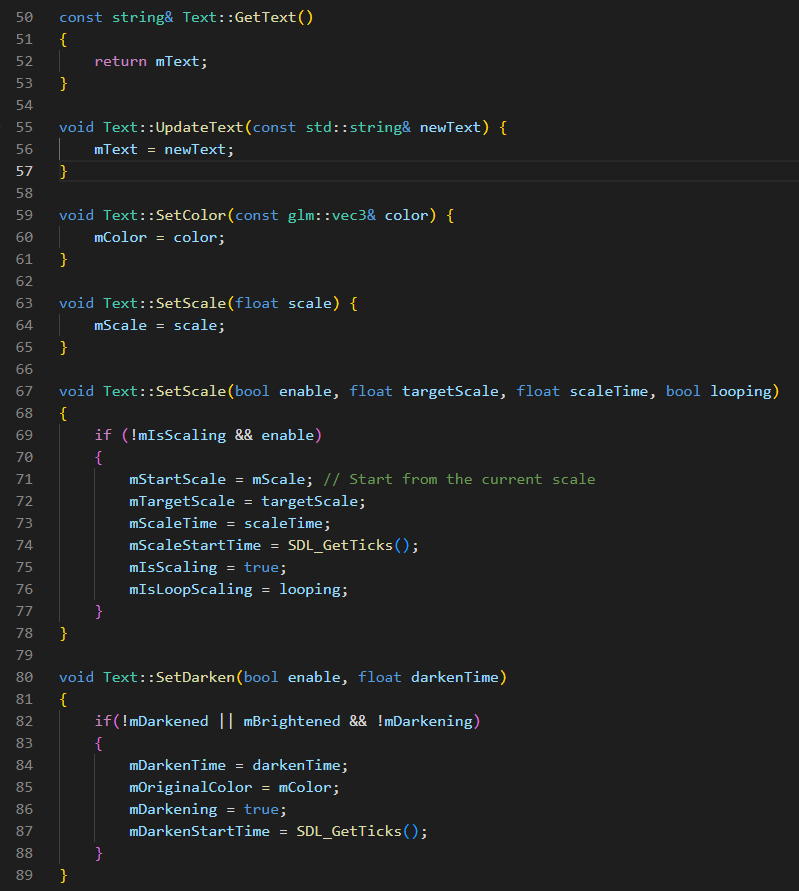 50 const string& Text::GetText()
51 {
52     return mText;
53 }
54
55 void Text::UpdateText(const std::string& newText) {
56     mText = newText;
57 }
58
59 void Text::SetColor(const glm::vec3& color) {
60     mColor = color;
61 }
62
63 void Text::SetScale(float scale) {
64     mScale = scale;
65 }
66
67 void Text::SetScale(bool enable, float targetScale, float scaleTime, bool looping)
68 {
69     if (!mIsScaling && enable)
70     {
71         mStartScale = mScale; // Start from the current scale
72         mTargetScale = targetScale;
73         mScaleTime = scaleTime;
74         mScaleStartTime = SDL_GetTicks();
75         mIsScaling = true;
76         mIsLoopScaling = looping;
77     }
78 }
79
80 void Text::SetDarken(bool enable, float darkenTime)
81 {
82     if(!mDarkened || mBrightened && !mDarkening)
83     {
84         mDarkenTime = darkenTime;
85         mOriginalColor = mColor;
86         mDarkening = true;
87         mDarkenStartTime = SDL_GetTicks();
88     }
89 }